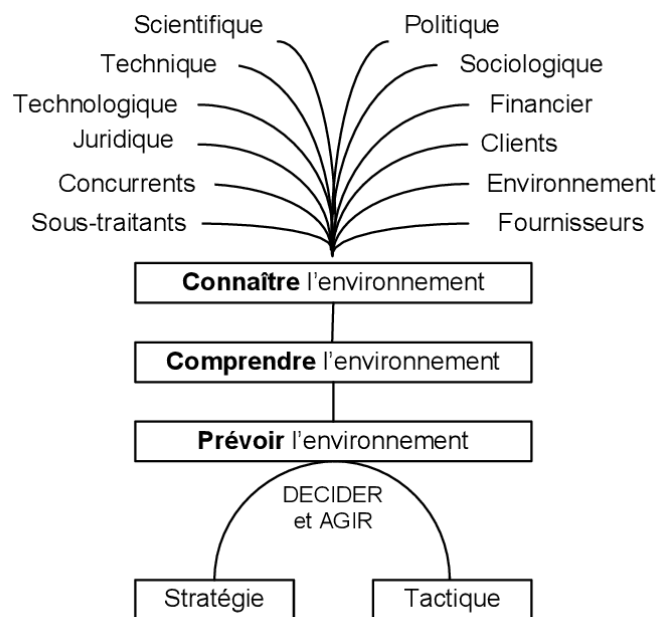 Scientifique
Politique
Technique
Sociologique
Technologique
Financier
Juridique
Clients
Concurrents
Environnement
Sous-traitants
Fournisseurs
Connaître l'environnement
Comprendre l'environnement
Prévoir l'environnement
DECIDER
et AGIR
Stratégie
Tactique